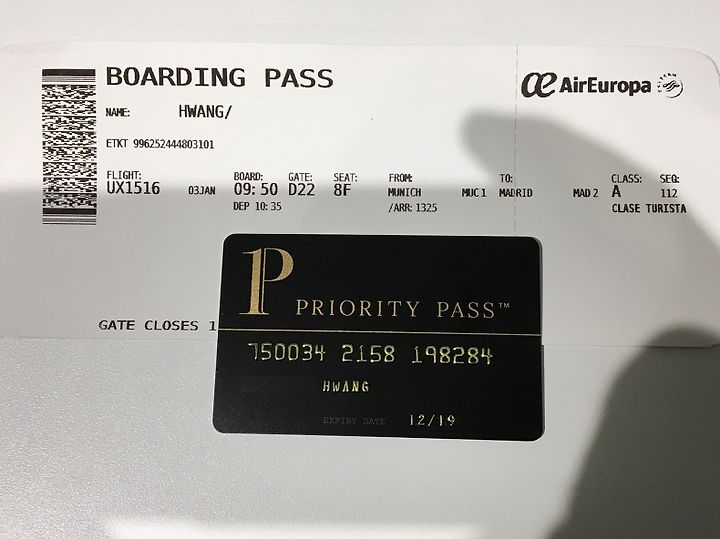 BOARDING PASS
AirEuropa
NAME: HWANG/
ETKT 996252444803101
FLIGHT: BOARD: GATE: SEAT: FROM: TO: CLASS: SEQ:
UX1516 03JAN 09:50 D22 8F MUNICH MUC1 MADRID MAD 2 A 112
DEP 10:35 /ARR: 1325 CLASE TURISTA
GATE CLOSES 1
PRIORITY PASS™
750034 2158 198284
HWANG
EXPIRY DATE 12/19